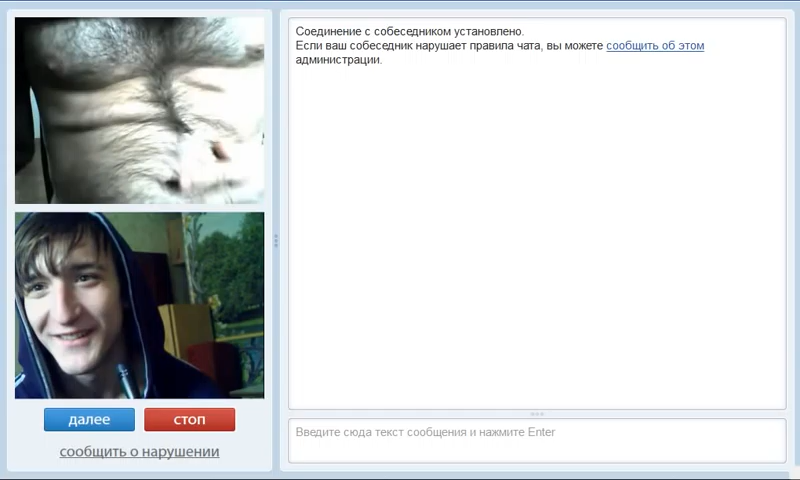 Соединение с собеседником установлено.
Если ваш собеседник нарушает правила чата, вы можете сообщить об этом
администрации.
далее
стоп
Введите сюда текст сообщения и нажмите Enter
сообщить о нарушении